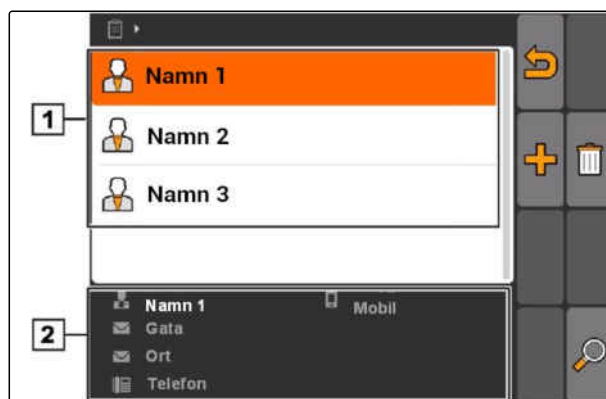 1
Namn 1
Namn 2
Namn 3
2
Namn 1
Mobil
Gata
Ort
Telefon